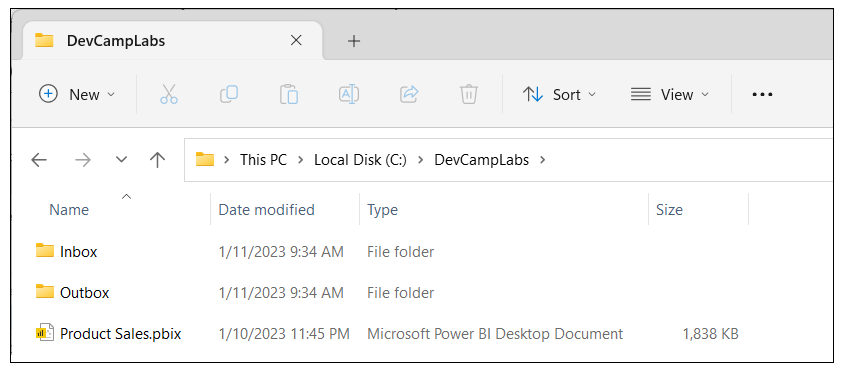 DevCampLabs
New Sort View
This PC Local Disk (C:) DevCampLabs
Name Date modified Type Size
Inbox 1/11/2023 9:34 AM File folder
Outbox 1/11/2023 9:34 AM File folder
Product Sales.pbix 1/10/2023 11:45 PM Microsoft Power BI Desktop Document 1,838 KB